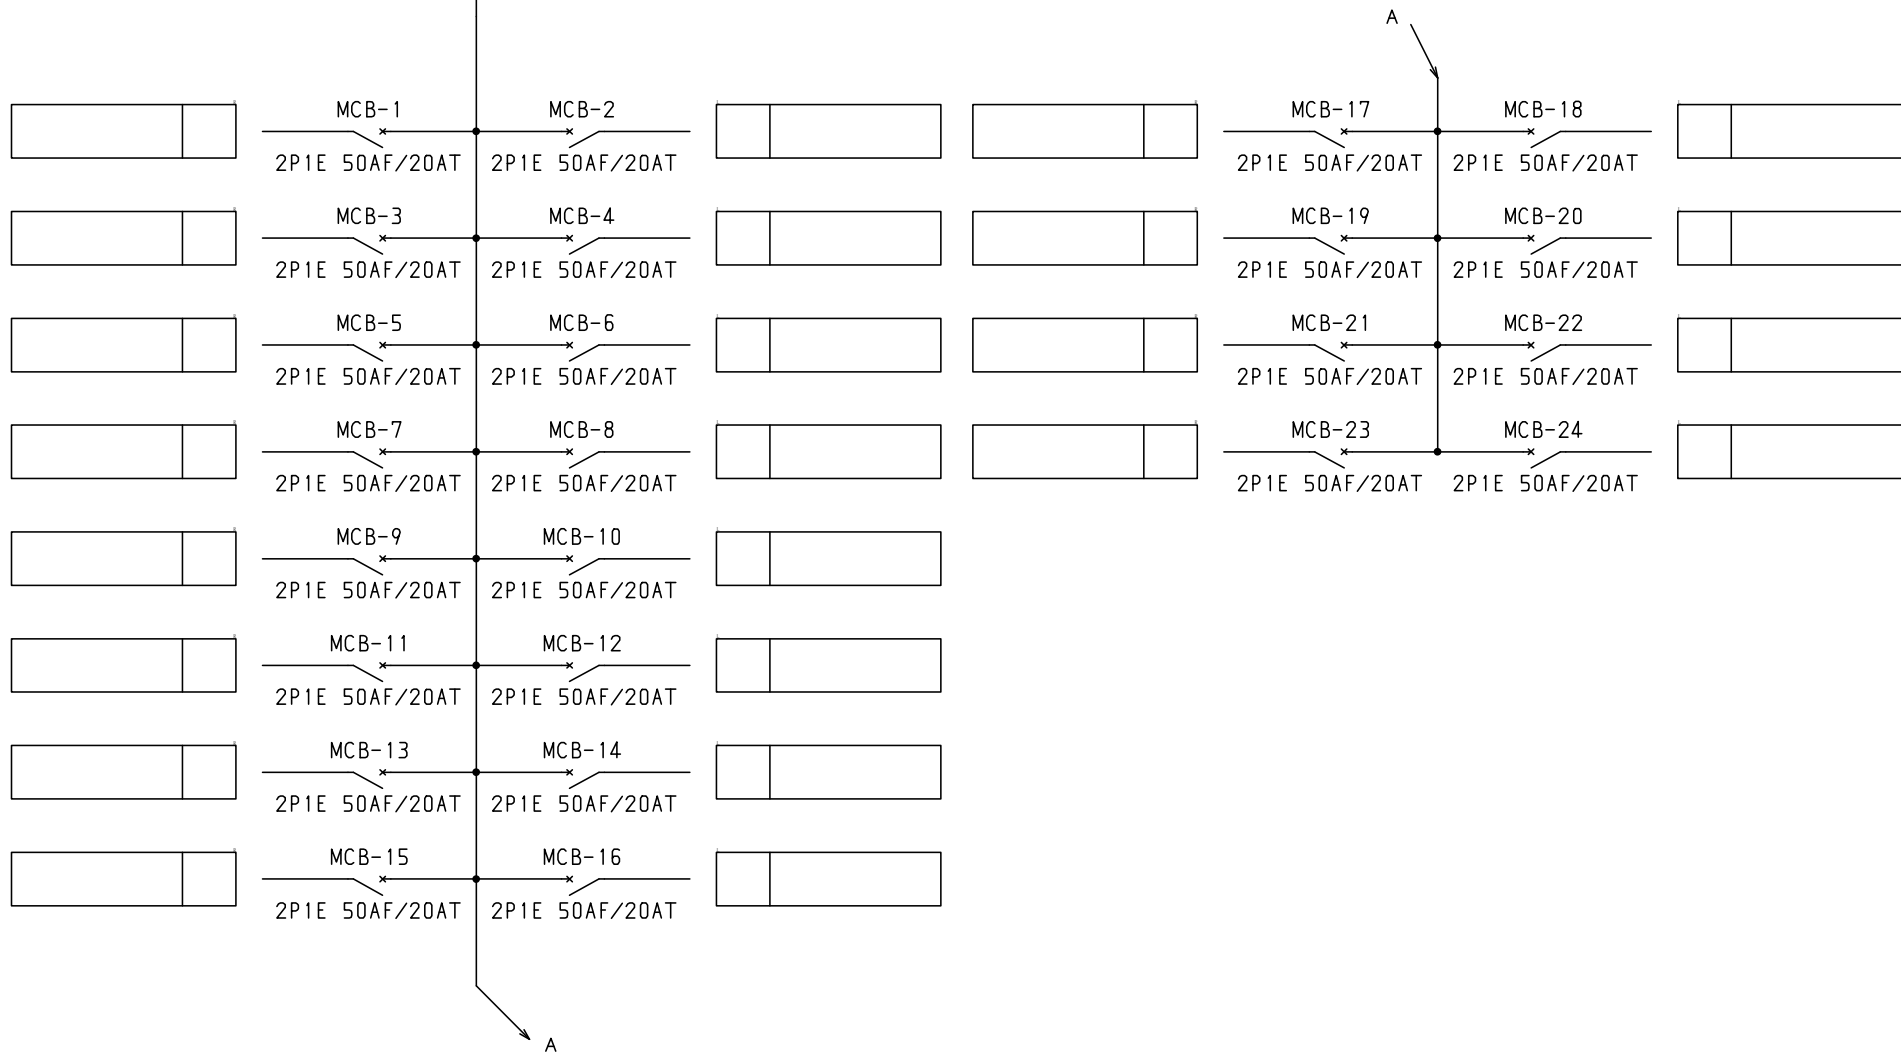 A
MCB-1 MCB-2 MCB-17 MCB-18
2P1E 50AF/20AT 2P1E 50AF/20AT 2P1E 50AF/20AT 2P1E 50AF/20AT
MCB-3 MCB-4 MCB-19 MCB-20
2P1E 50AF/20AT 2P1E 50AF/20AT 2P1E 50AF/20AT 2P1E 50AF/20AT
MCB-5 MCB-6 MCB-21 MCB-22
2P1E 50AF/20AT 2P1E 50AF/20AT 2P1E 50AF/20AT 2P1E 50AF/20AT
MCB-7 MCB-8 MCB-23 MCB-24
2P1E 50AF/20AT 2P1E 50AF/20AT 2P1E 50AF/20AT 2P1E 50AF/20AT
MCB-9 MCB-10
2P1E 50AF/20AT 2P1E 50AF/20AT
MCB-11 MCB-12
2P1E 50AF/20AT 2P1E 50AF/20AT
MCB-13 MCB-14
2P1E 50AF/20AT 2P1E 50AF/20AT
MCB-15 MCB-16
2P1E 50AF/20AT 2P1E 50AF/20AT
A